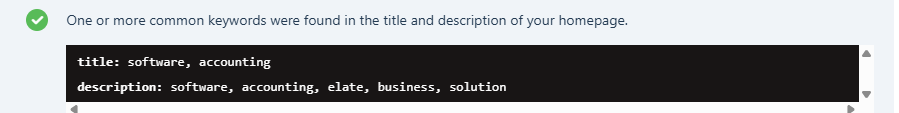 One or more common keywords were found in the title and description of your homepage.
title: software, accounting
description: software, accounting, elate, business, solution